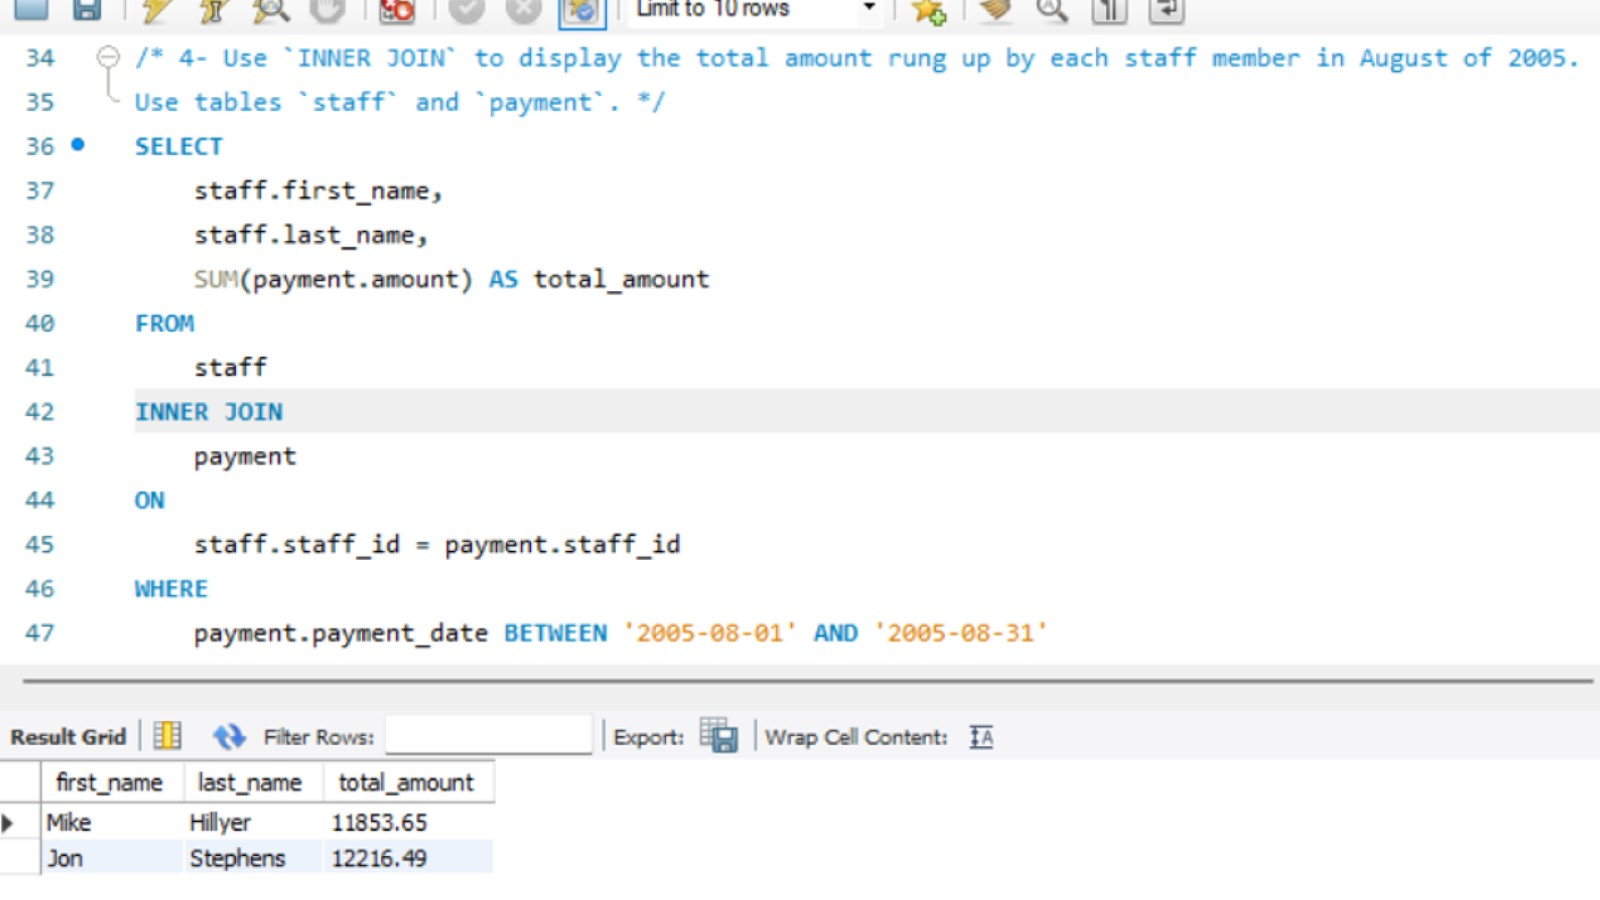 Limit to 10 rows
34 /* 4- Use `INNER JOIN` to display the total amount rung up by each staff member in August of 2005.
35 Use tables `staff` and `payment`. */
36 SELECT
37 staff.first_name,
38 staff.last_name,
39 SUM(payment.amount) AS total_amount
40 FROM
41 staff
42 INNER JOIN
43 payment
44 ON
45 staff.staff_id = payment.staff_id
46 WHERE
47 payment.payment_date BETWEEN '2005-08-01' AND '2005-08-31'
Result Grid Filter Rows: Export: Wrap Cell Content:
first_name last_name total_amount
Mike Hillyer 11853.65
Jon Stephens 12216.49